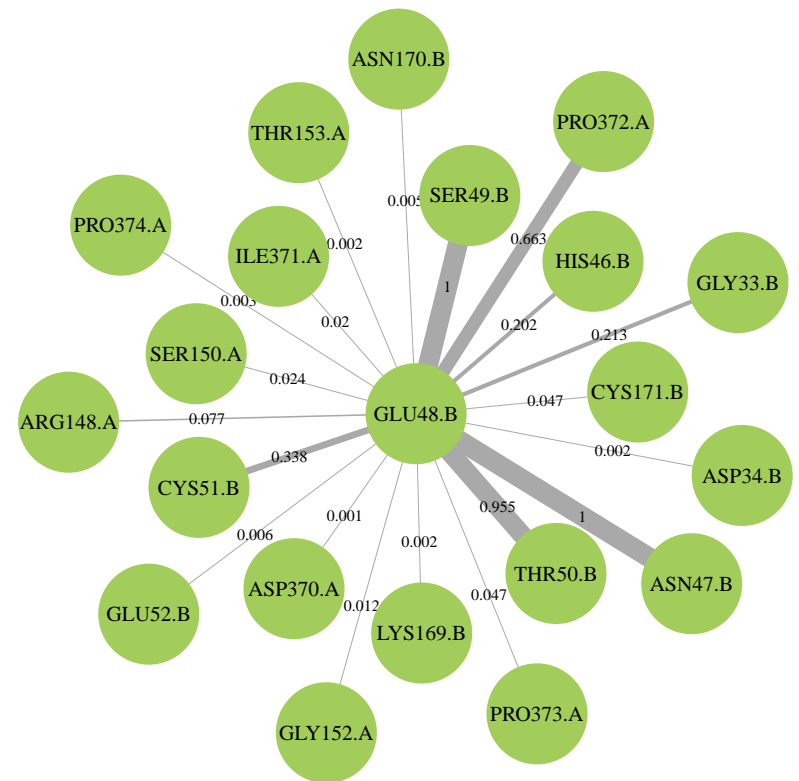 ASN170.B
PRO372.A
THR153.A
SER49.B
0.005
PRO374.A
0.663
0.002
ILE371.A
HIS46.B
GLY33.B
1
0.003
0.02
0.202
0.213
SER150.A
0.024
CYS171.B
0.047
GLU48.B
ARG148.A
0.077
0.338
0.002
CYS51.B
ASP34.B
0.955
0.006
0.001
1
0.002
THR50.B
ASN47.B
ASP370.A
0.012
0.047
GLU52.B
LYS169.B
PRO373.A
GLY152.A